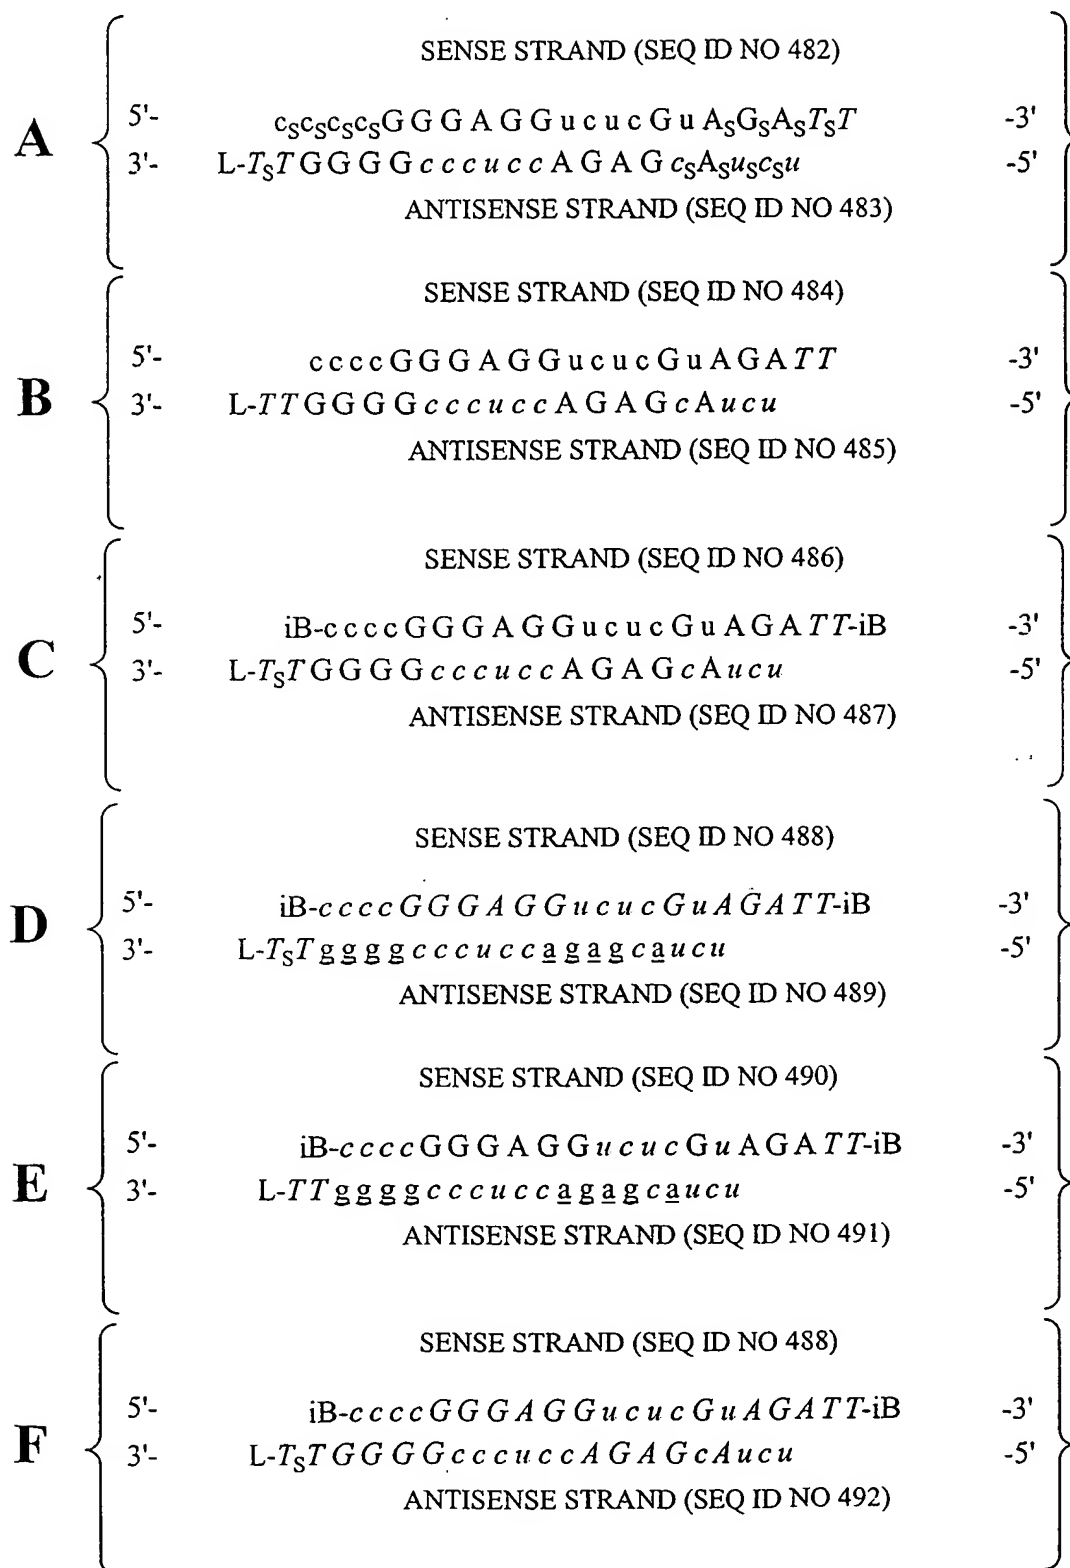 SENSE STRAND (SEQ ID NO 482)
5'- cScScScSGGGAGGucucGuASGSASTST -3'
A
3'- L-TSTGGGGcccuccAGAGcSASuScSu -5'
ANTISENSE STRAND (SEQ ID NO 483)
SENSE STRAND (SEQ ID NO 484)
5'- ccccGGGAGGucucGuAGATT -3'
B
3'- L-TTGGGGcccuccAGAGcAucu -5'
ANTISENSE STRAND (SEQ ID NO 485)
SENSE STRAND (SEQ ID NO 486)
5'- iB-ccccGGGAGGucucGuAGATT-iB -3'
C
3'- L-TSTGGGGcccuccAGAGcAucu -5'
ANTISENSE STRAND (SEQ ID NO 487)
SENSE STRAND (SEQ ID NO 488)
5'- iB-ccccGGGAGGucucGuAGATT-iB -3'
D
3'- L-TSTggggcccuccagagcaucu -5'
ANTISENSE STRAND (SEQ ID NO 489)
SENSE STRAND (SEQ ID NO 490)
5'- iB-ccccGGGAGGucucGuAGATT-iB -3'
E
3'- L-TTggggcccuccagagcaucu -5'
ANTISENSE STRAND (SEQ ID NO 491)
SENSE STRAND (SEQ ID NO 488)
5'- iB-ccccGGGAGGucucGuAGATT-iB -3'
F
3'- L-TSTGGGGcccuccAGAGcAucu -5'
ANTISENSE STRAND (SEQ ID NO 492)